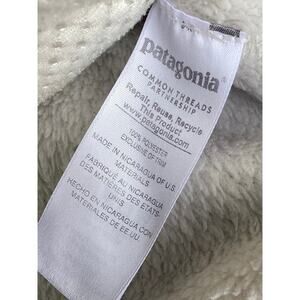 patagonia®
COMMON THREADS
PARTNERSHIP
Repair, Reuse, Recycle
This Product
www.patagonia.com
100% POLYESTER
EXCLUSIVE OF TRIM
MADE IN NICARAGUA OF U.S.
MATERIALS
FABRIQUÉ AU NICARAGUA
DES MATIÈRES DES ÉTATS-
UNIS
HECHO EN NICARAGUA CON
MATERIALES DE EE.UU.